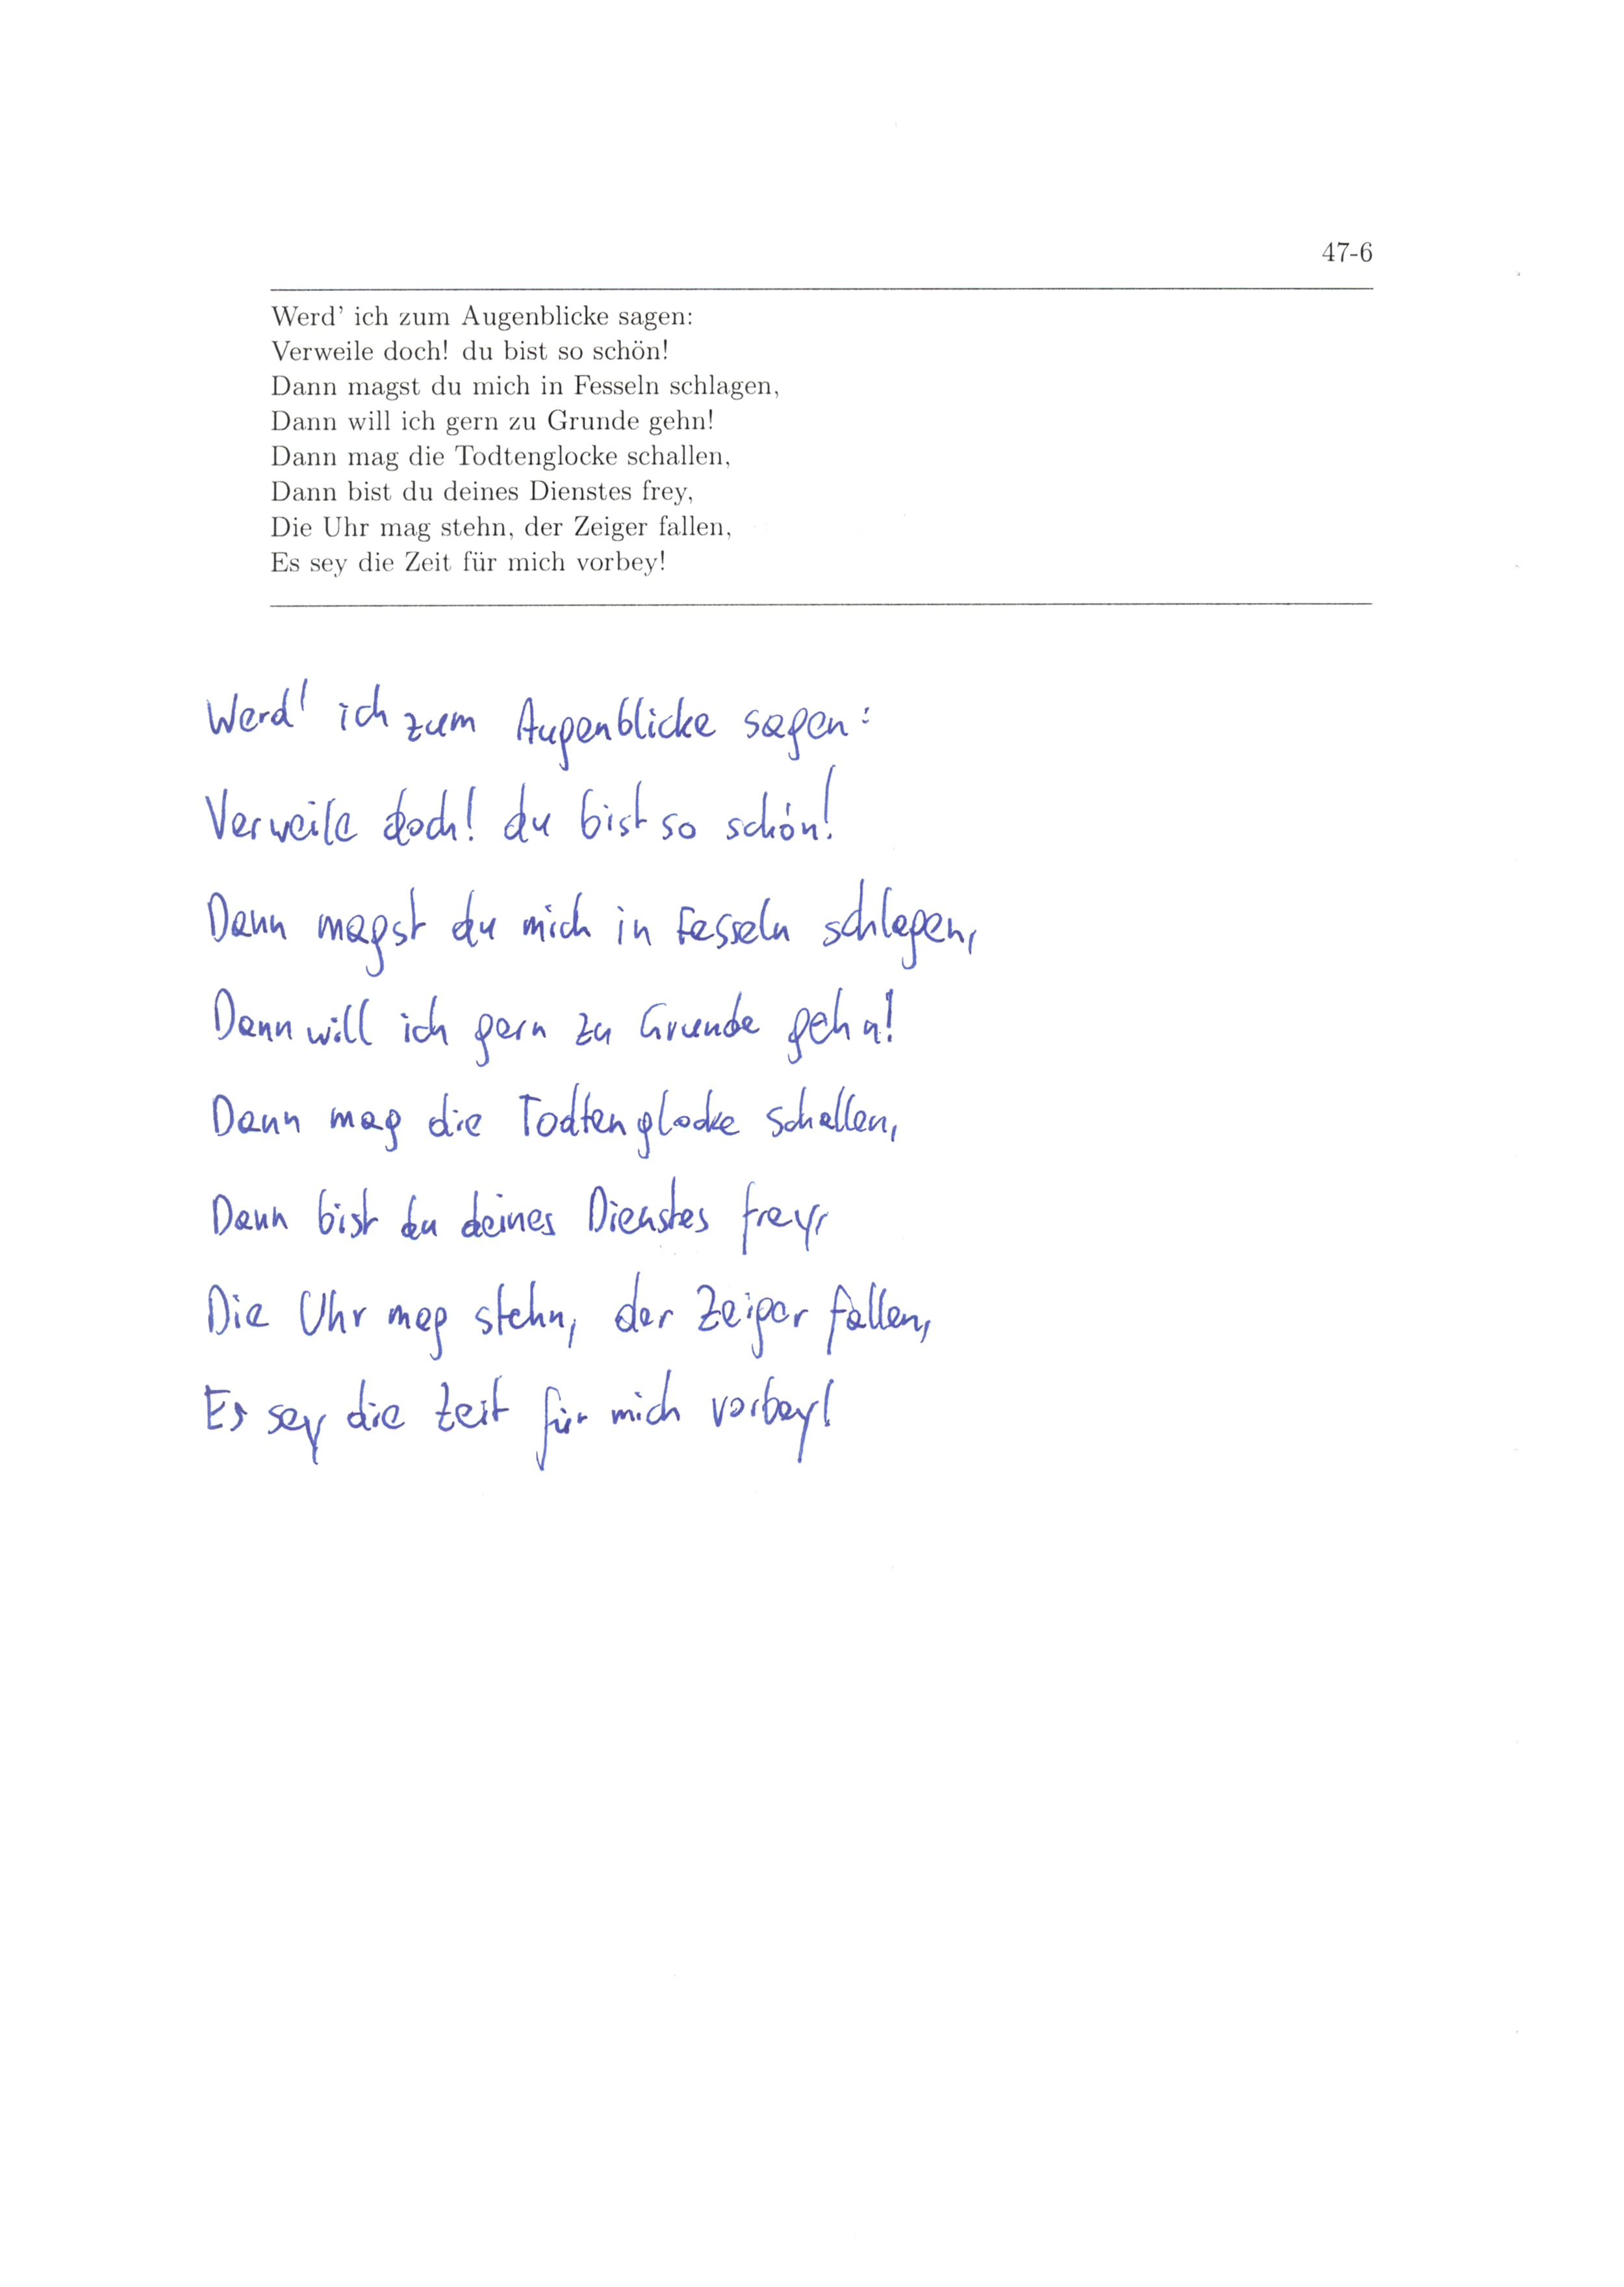 47-6
Werd' ich zum Augenblicke sagen:
Verweile doch! du bist so schön!
Dann magst du mich in Fesseln schlagen,
Dann will ich gern zu Grunde gehn!
Dann mag die Todtenglocke schallen,
Dann bist du deines Dienstes frey,
Die Uhr mag stehn, der Zeiger fallen,
Es sey die Zeit für mich vorbey!
Werd' ich zum Augenblicke sagen:
Verweile doch! du bist so schön!
Dann magst du mich in Fesseln schlagen,
Dann will ich gern zu Grunde gehn!
Dann mag die Todtenglocke schallen,
Dann bist du deines Dienstes frey,
Die Uhr mag stehn, der Zeiger fallen,
Es sey die Zeit für mich vorbey!